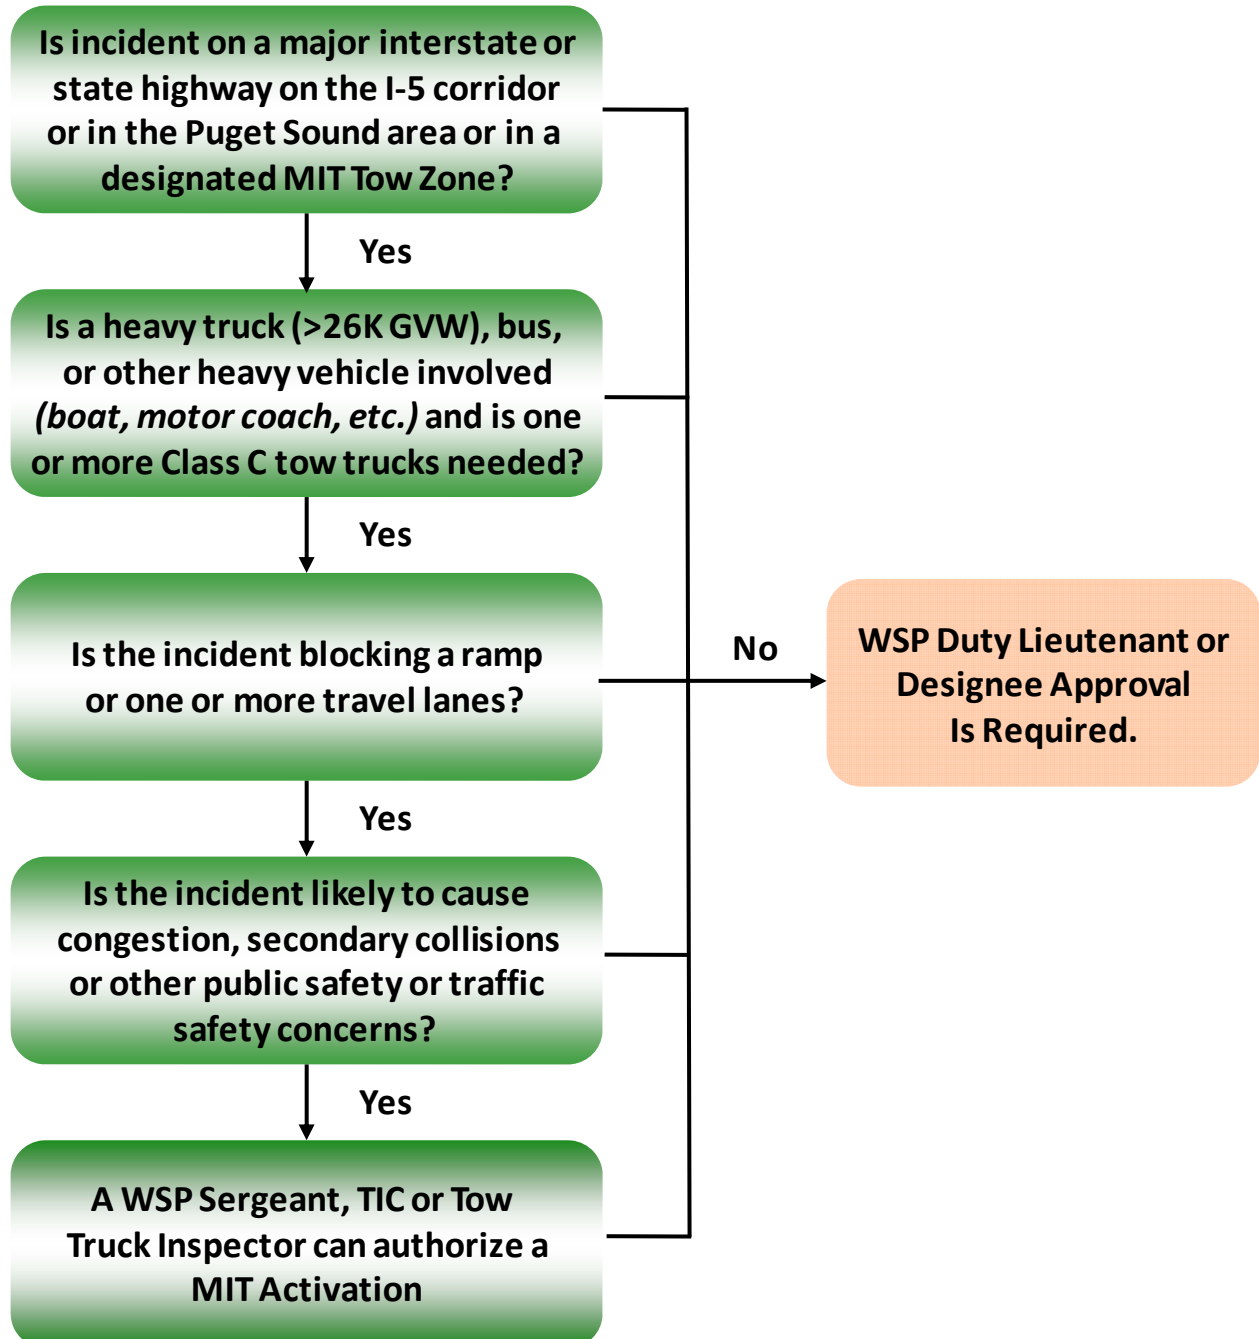 Is incident on a major interstate or
state highway on the I-5 corridor
or in the Puget Sound area or in a
designated MIT Tow Zone?
Yes
Is a heavy truck (>26K GVW), bus,
or other heavy vehicle involved
(boat, motor coach, etc.) and is one
or more Class C tow trucks needed?
Yes
Is the incident blocking a ramp
or one or more travel lanes?
No
WSP Duty Lieutenant or
Designee Approval
Is Required.
Yes
Is the incident likely to cause
congestion, secondary collisions
or other public safety or traffic
safety concerns?
Yes
A WSP Sergeant, TIC or Tow
Truck Inspector can authorize a
MIT Activation